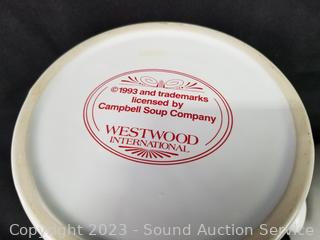 ©1993 and trademarks
licensed by
Campbell Soup Company
WESTWOOD
INTERNATIONAL
Copyright 2023 - Sound Auction Service